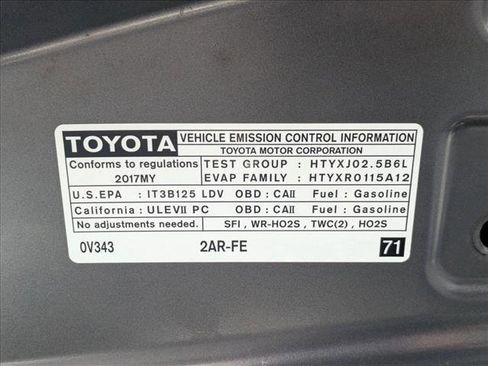 TOYOTA VEHICLE EMISSION CONTROL INFORMATION
TOYOTA MOTOR CORPORATION
Conforms to regulations TEST GROUP : HTYXJ02.5B6L
2017MY EVAP FAMILY : HTYXR0115A12
U.S.EPA : IT3B125 LDV OBD : CAII Fuel : Gasoline
California : ULEVII PC OBD : CAII Fuel : Gasoline
No adjustments needed. SFI , WR-HO2S , TWC(2) , HO2S
0V343 2AR-FE 71